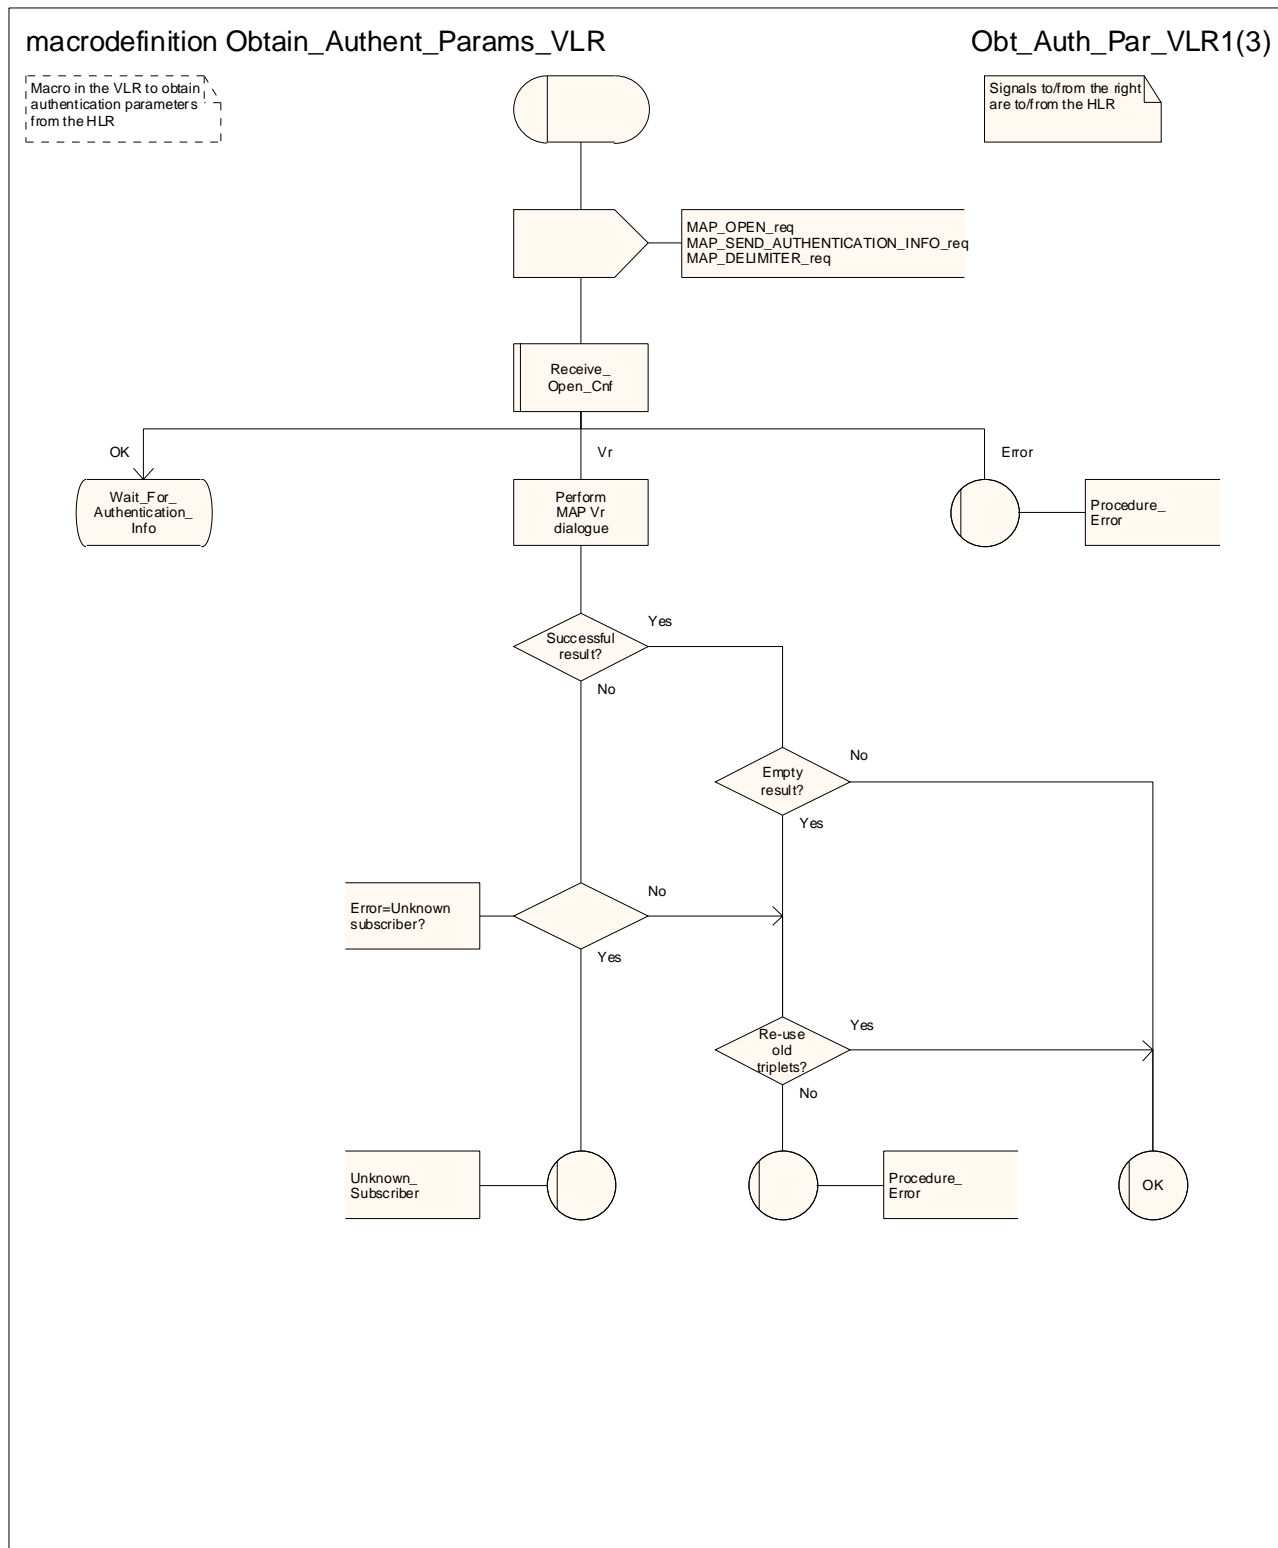 macrodefinition Obtain_Authent_Params_VLR
Obt_Auth_Par_VLR1(3)
Macro in the VLR to obtain
authentication parameters
from the HLR
Signals to/from the right
are to/from the HLR
MAP_OPEN_req
MAP_SEND_AUTHENTICATION_INFO_req
MAP_DELIMITER_req
Receive_
Open_Cnf
OK
Vr
Error
Wait_For_
Authentication_
Info
Perform
MAP Vr
dialogue
Procedure_
Error
Successful
result?
Yes
No
Empty
result?
No
Yes
Error=Unknown
subscriber?
No
Yes
Re-use
old
triplets?
Yes
No
Unknown_
Subscriber
Procedure_
Error
OK